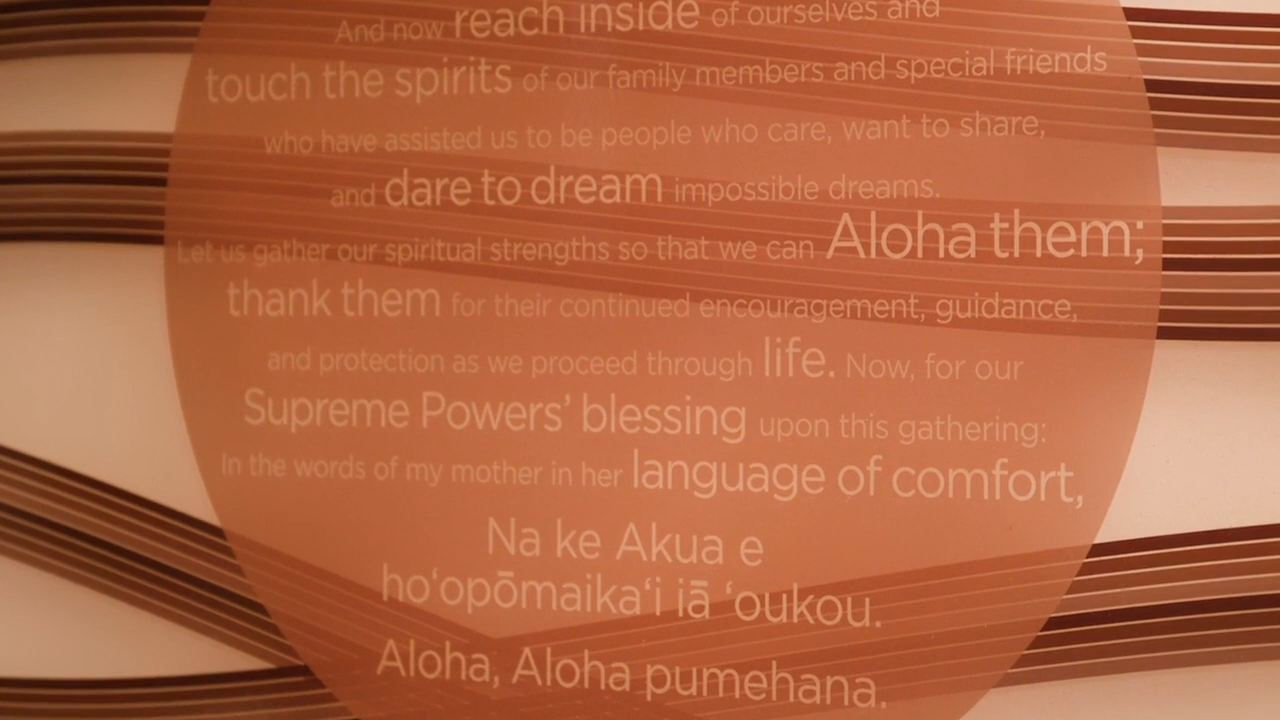 And now reach inside of ourselves and
touch the spirits of our family members and special friends
who have assisted us to be people who care, want to share,
and dare to dream impossible dreams.
Let us gather our spiritual strengths so that we can Aloha them;
thank them for their continued encouragement, guidance,
and protection as we proceed through life. Now, for our
Supreme Powers’ blessing upon this gathering:
In the words of my mother in her language of comfort,
Na ke Akua e
ho‘opōmaika‘i iā ‘oukou.
Aloha, Aloha pumehana.